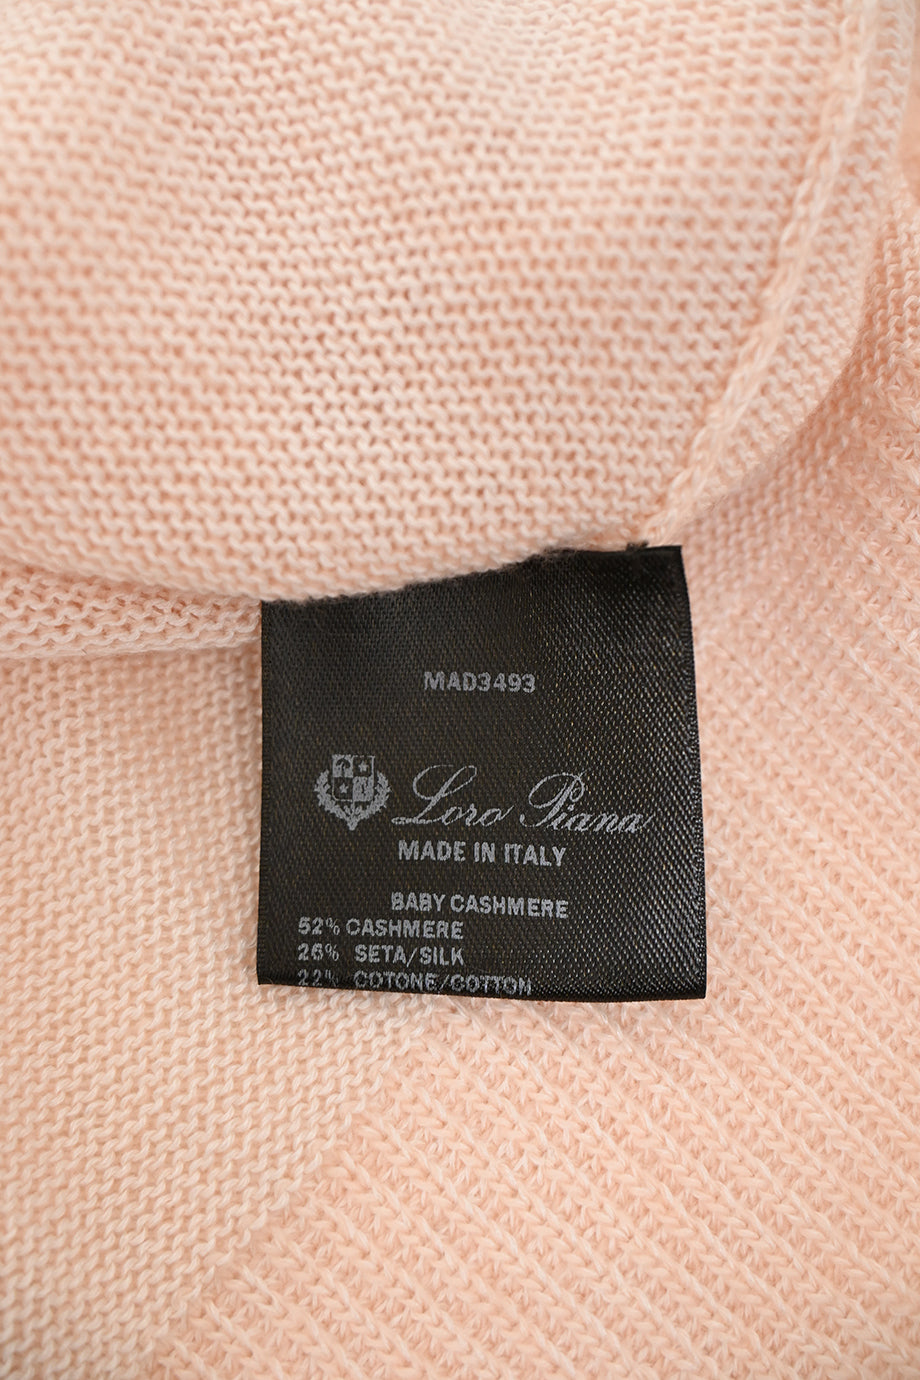 MAD3493
Loro Piana
MADE IN ITALY
BABY CASHMERE
52% CASHMERE
26% SETA/SILK
22% COTONE/COTTON